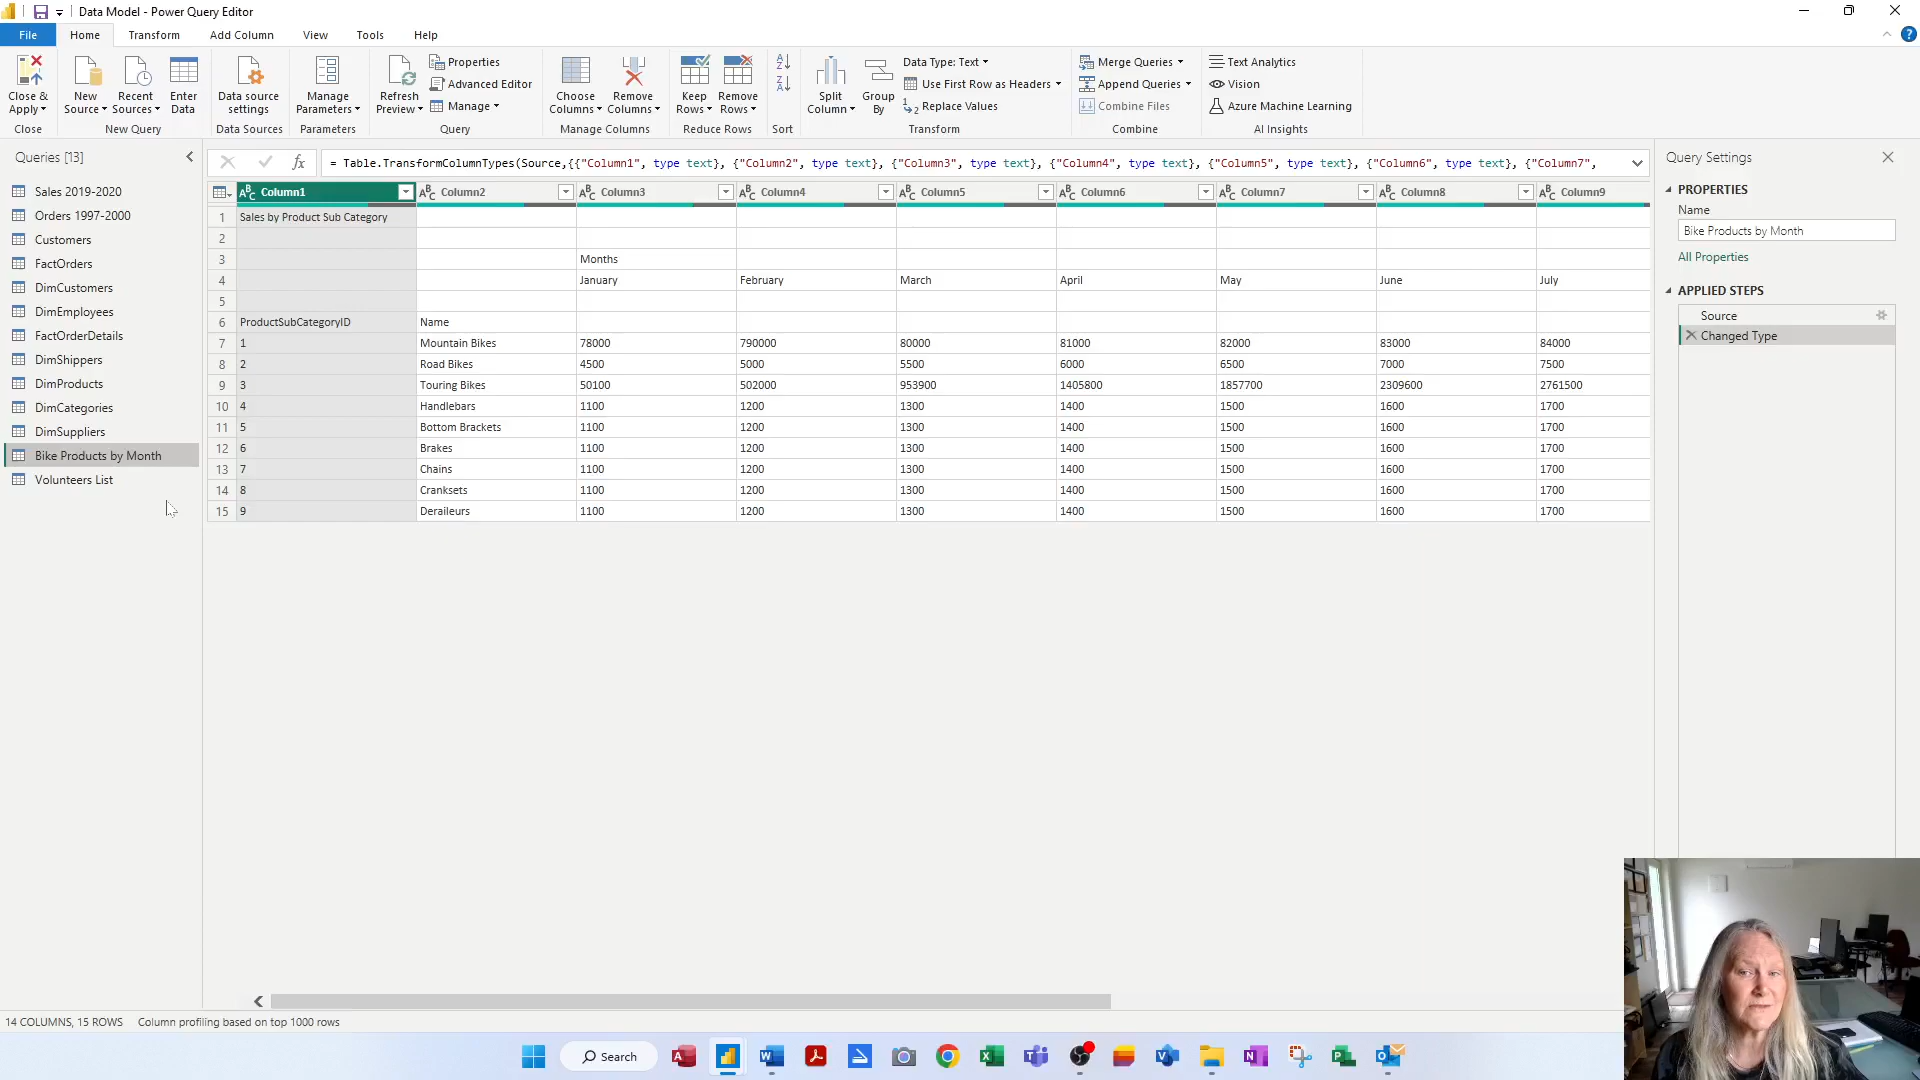 Data Model - Power Query Editor
File Home Transform Add Column View Tools Help
Close & Apply
New Source
Recent Sources
Enter Data
Data source settings
Manage Parameters
Refresh Preview
Properties
Advanced Editor
Manage
Choose Columns
Remove Columns
Keep Rows
Remove Rows
Split Column
Group By
Data Type: Text
Use First Row as Headers
Replace Values
Merge Queries
Append Queries
Combine Files
Text Analytics
Vision
Azure Machine Learning
Close New Query Data Sources Parameters Query Manage Columns Reduce Rows Sort Transform Combine AI Insights
Queries [13]
Sales 2019-2020
Orders 1997-2000
Customers
FactOrders
DimCustomers
DimEmployees
FactOrderDetails
DimShippers
DimProducts
DimCategories
DimSuppliers
Bike Products by Month
Volunteers List
fx = Table.TransformColumnTypes(Source,{{"Column1", type text}, {"Column2", type text}, {"Column3", type text}, {"Column4", type text}, {"Column5", type text}, {"Column6", type text}, {"Column7",
Column1 Column2 Column3 Column4 Column5 Column6 Column7 Column8 Column9
1 Sales by Product Sub Category
2
3 Months
4 January February March April May June July
5
6 ProductSubCategoryID Name
7 1 Mountain Bikes 78000 790000 80000 81000 82000 83000 84000
8 2 Road Bikes 4500 5000 5500 6000 6500 7000 7500
9 3 Touring Bikes 50100 502000 953900 1405800 1857700 2309600 2761500
10 4 Handlebars 1100 1200 1300 1400 1500 1600 1700
11 5 Bottom Brackets 1100 1200 1300 1400 1500 1600 1700
12 6 Brakes 1100 1200 1300 1400 1500 1600 1700
13 7 Chains 1100 1200 1300 1400 1500 1600 1700
14 8 Cranksets 1100 1200 1300 1400 1500 1600 1700
15 9 Deraileurs 1100 1200 1300 1400 1500 1600 1700
Query Settings
PROPERTIES
Name
Bike Products by Month
All Properties
APPLIED STEPS
Source
Changed Type
14 COLUMNS, 15 ROWS Column profiling based on top 1000 rows
Search